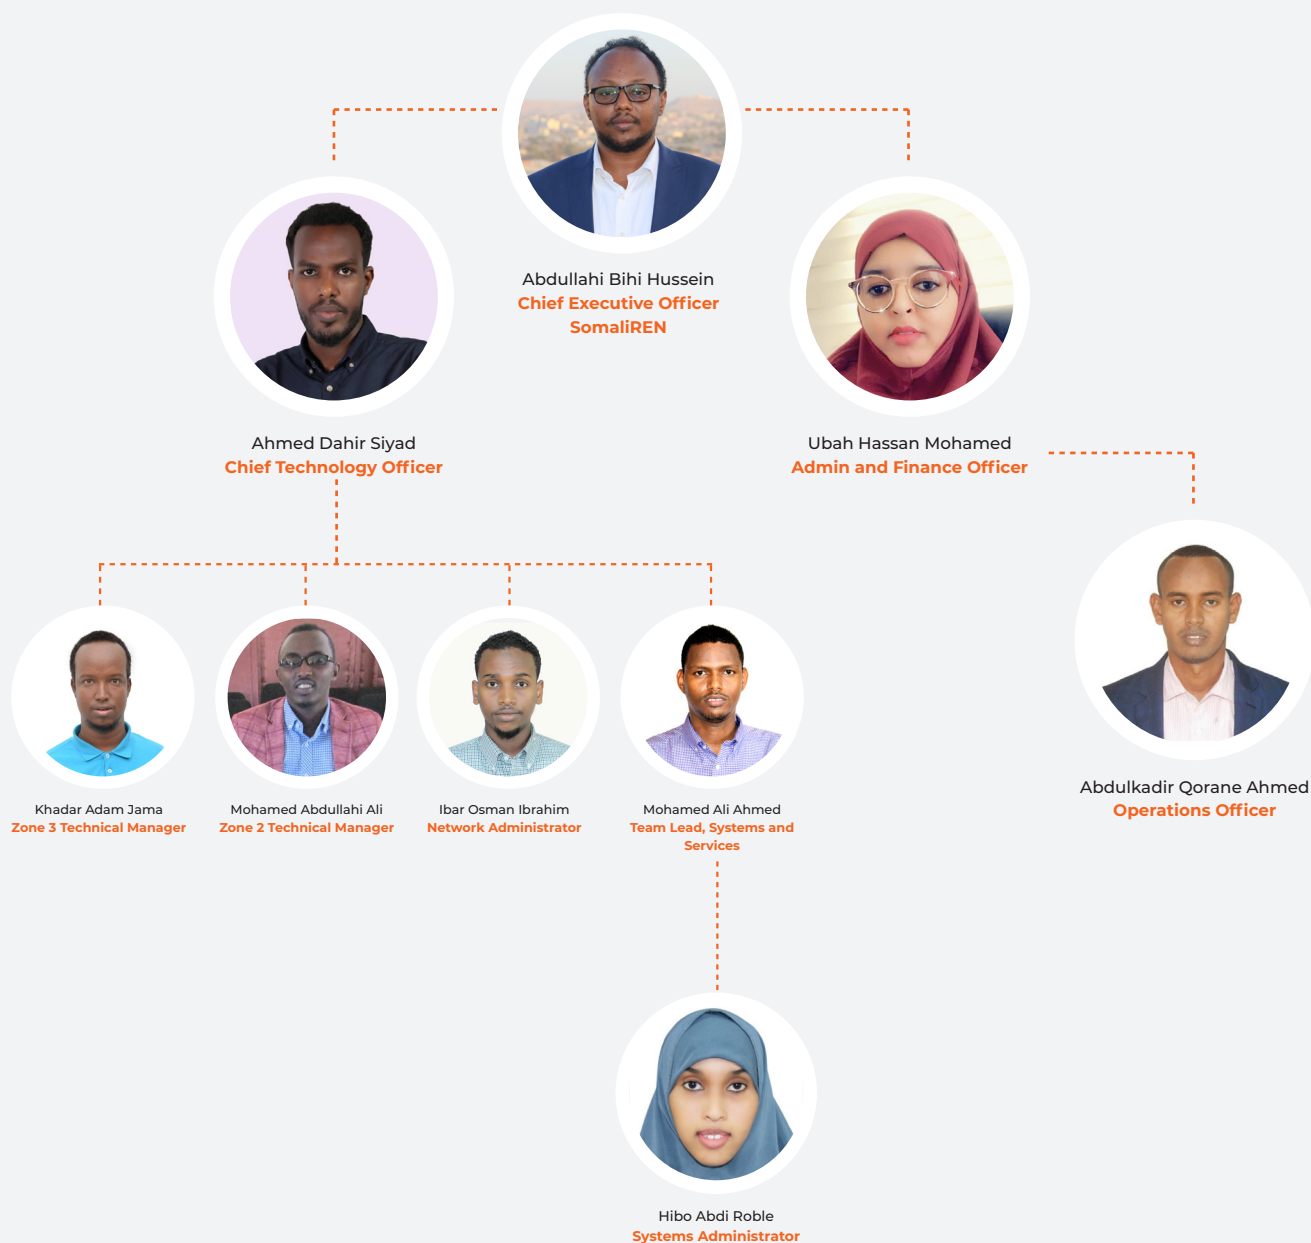 Abdullahi Bihi Hussein
Chief Executive Officer
SomaliREN
Ahmed Dahir Siyad
Chief Technology Officer
Ubah Hassan Mohamed
Admin and Finance Officer
Khadar Adam Jama
Zone 3 Technical Manager
Mohamed Abdullahi Ali
Zone 2 Technical Manager
Ibar Osman Ibrahim
Network Administrator
Mohamed Ali Ahmed
Team Lead, Systems and
Services
Abdulkadir Qorane Ahmed
Operations Officer
Hibo Abdi Roble
Systems Administrator